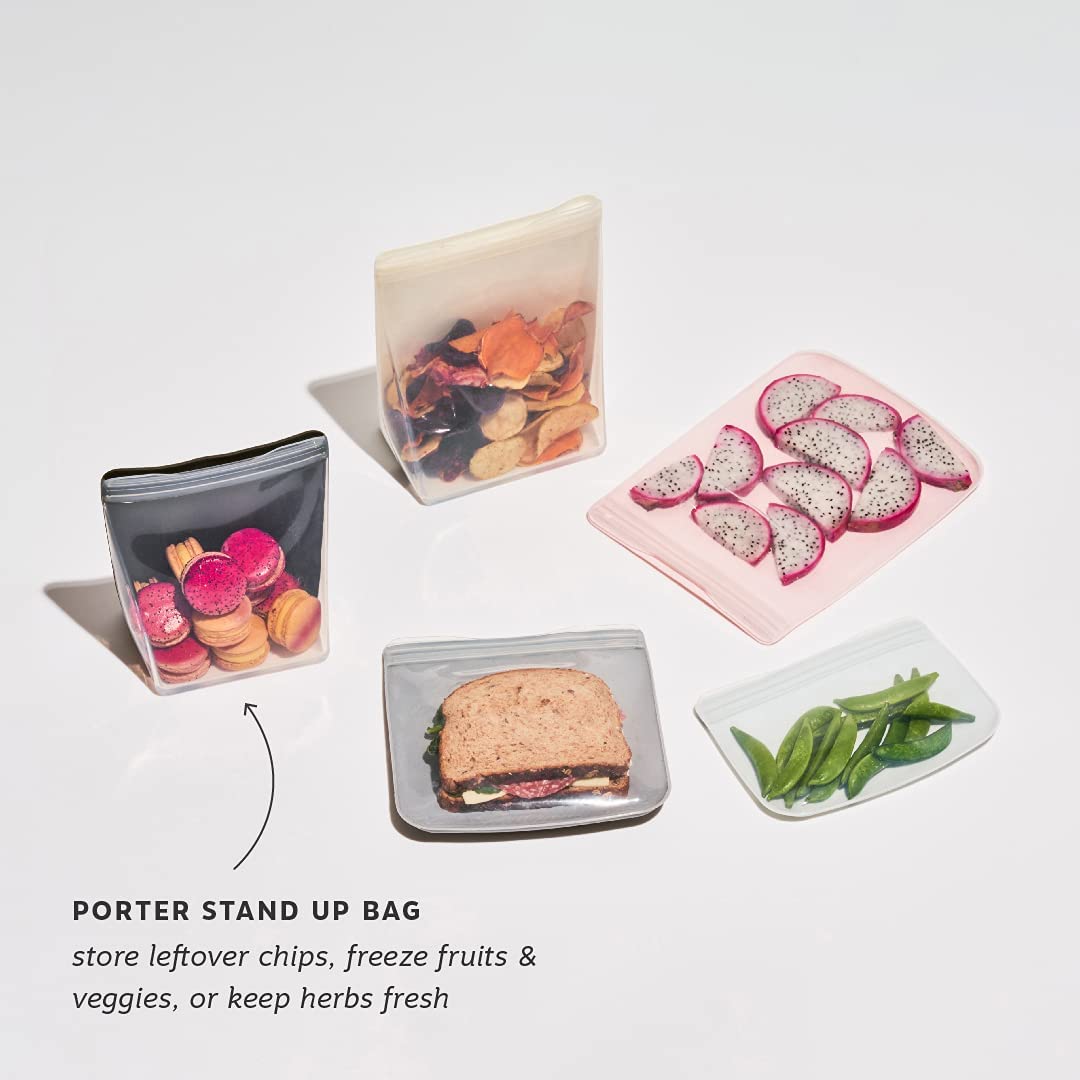 PORTER STAND UP BAG
store leftover chips, freeze fruits &
veggies, or keep herbs fresh